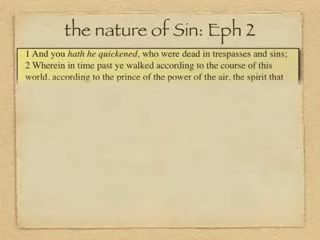 the nature of Sin: Eph 2
1 And you hath he quickened, who were dead in trespasses and sins;
2 Wherein in time past ye walked according to the course of this
world, according to the prince of the power of the air, the spirit that